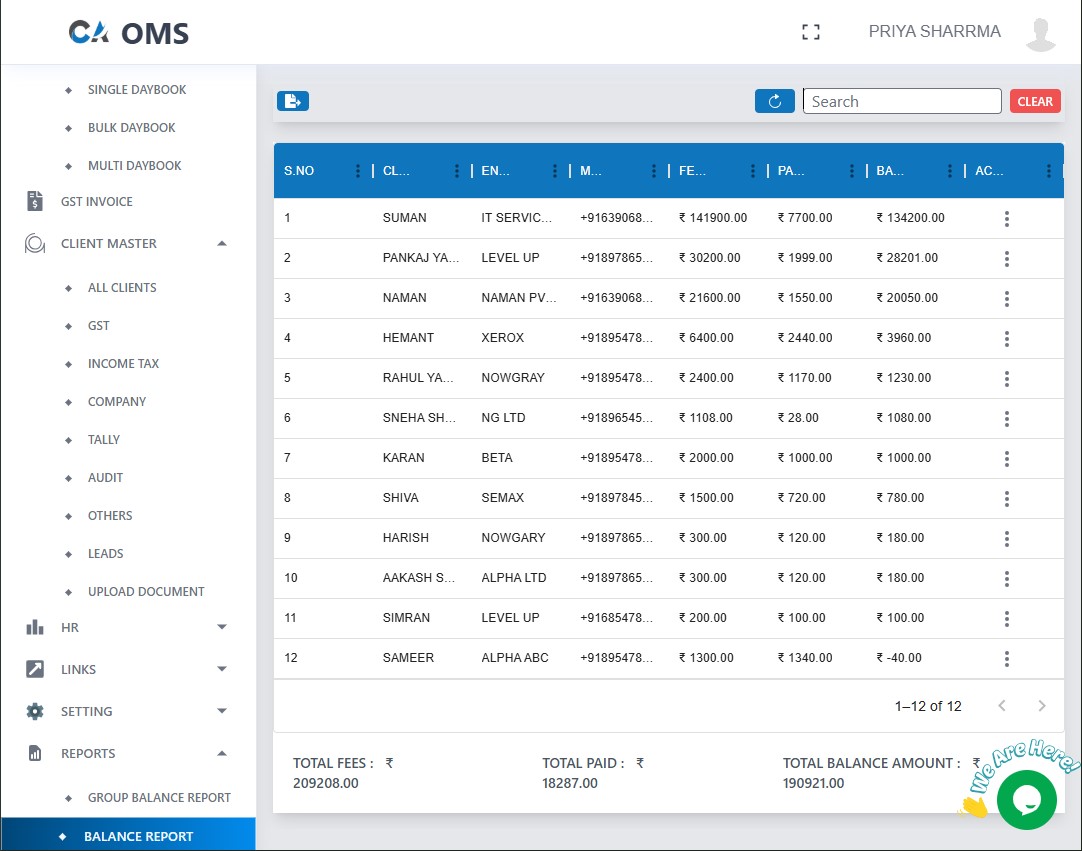 CA OMS
PRIYA SHARRMA
SINGLE DAYBOOK
BULK DAYBOOK
MULTI DAYBOOK
GST INVOICE
CLIENT MASTER
ALL CLIENTS
GST
INCOME TAX
COMPANY
TALLY
AUDIT
OTHERS
LEADS
UPLOAD DOCUMENT
HR
LINKS
SETTING
REPORTS
GROUP BALANCE REPORT
BALANCE REPORT
Search CLEAR
S.NO CL... EN... M... FE... PA... BA... AC...
1 SUMAN IT SERVIC... +91639068... ₹ 141900.00 ₹ 7700.00 ₹ 134200.00
2 PANKAJ YA... LEVEL UP +91897865... ₹ 30200.00 ₹ 1999.00 ₹ 28201.00
3 NAMAN NAMAN PV... +91639068... ₹ 21600.00 ₹ 1550.00 ₹ 20050.00
4 HEMANT XEROX +91895478... ₹ 6400.00 ₹ 2440.00 ₹ 3960.00
5 RAHUL YA... NOWGRAY +91895478... ₹ 2400.00 ₹ 1170.00 ₹ 1230.00
6 SNEHA SH... NG LTD +91896545... ₹ 1108.00 ₹ 28.00 ₹ 1080.00
7 KARAN BETA +91895478... ₹ 2000.00 ₹ 1000.00 ₹ 1000.00
8 SHIVA SEMAX +91897845... ₹ 1500.00 ₹ 720.00 ₹ 780.00
9 HARISH NOWGARY +91897865... ₹ 300.00 ₹ 120.00 ₹ 180.00
10 AAKASH S... ALPHA LTD +91897865... ₹ 300.00 ₹ 120.00 ₹ 180.00
11 SIMRAN LEVEL UP +91685478... ₹ 200.00 ₹ 100.00 ₹ 100.00
12 SAMEER ALPHA ABC +91895478... ₹ 1300.00 ₹ 1340.00 ₹ -40.00
1–12 of 12
TOTAL FEES : ₹ TOTAL PAID : ₹ TOTAL BALANCE AMOUNT : ₹
209208.00 18287.00 190921.00
We Are Here!